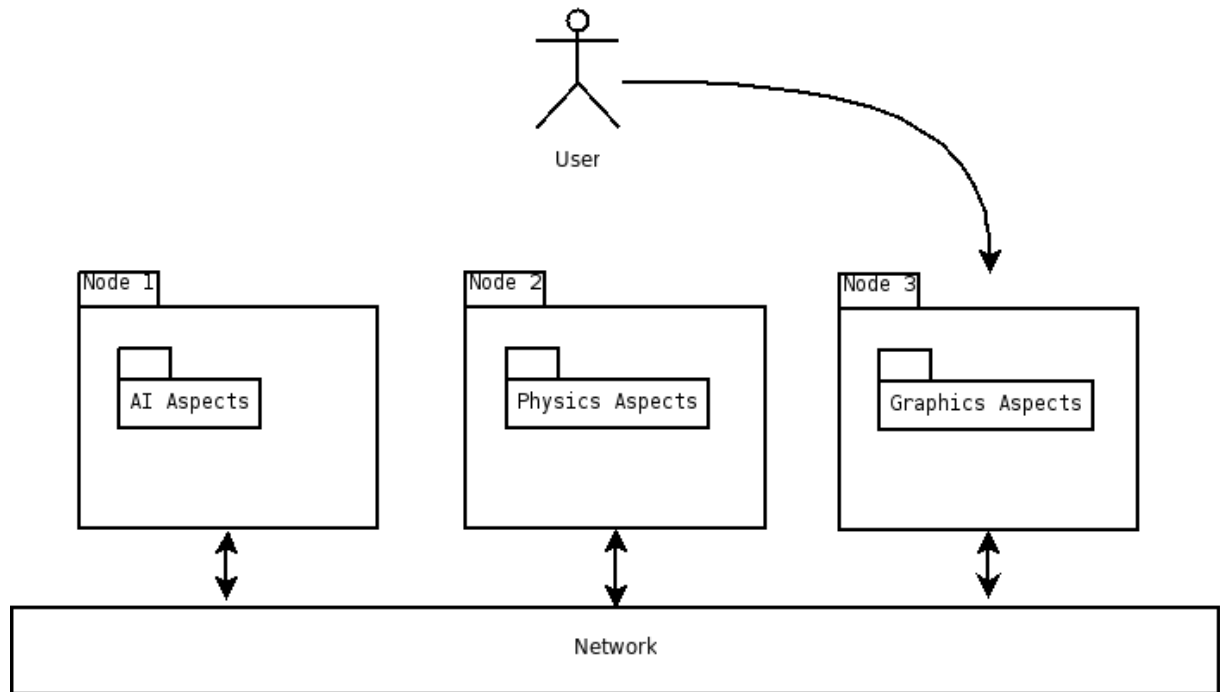 User
Node 1
Node 2
Node 3
AI Aspects
Physics Aspects
Graphics Aspects
Network